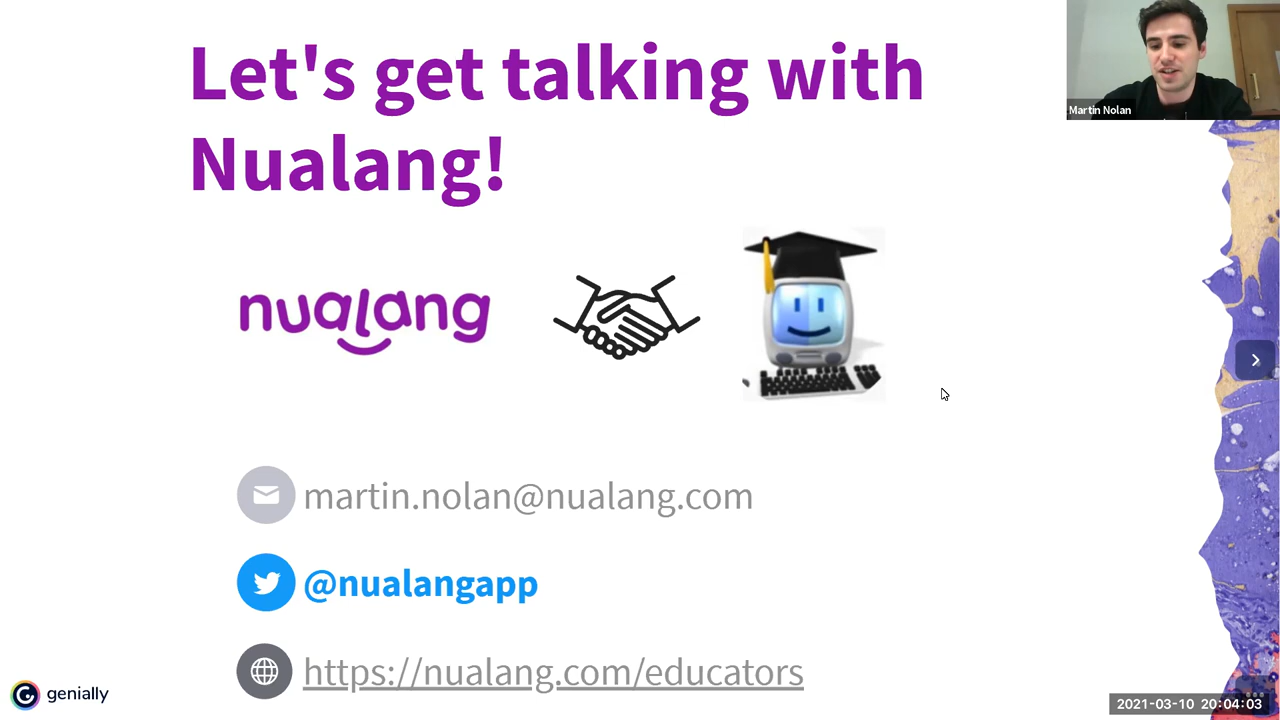 Let's get talking with
Nualang!
Martin Nolan
nualang
martin.nolan@nualang.com
@nualangapp
https://nualang.com/educators
genially
2021-03-10 20:04:03